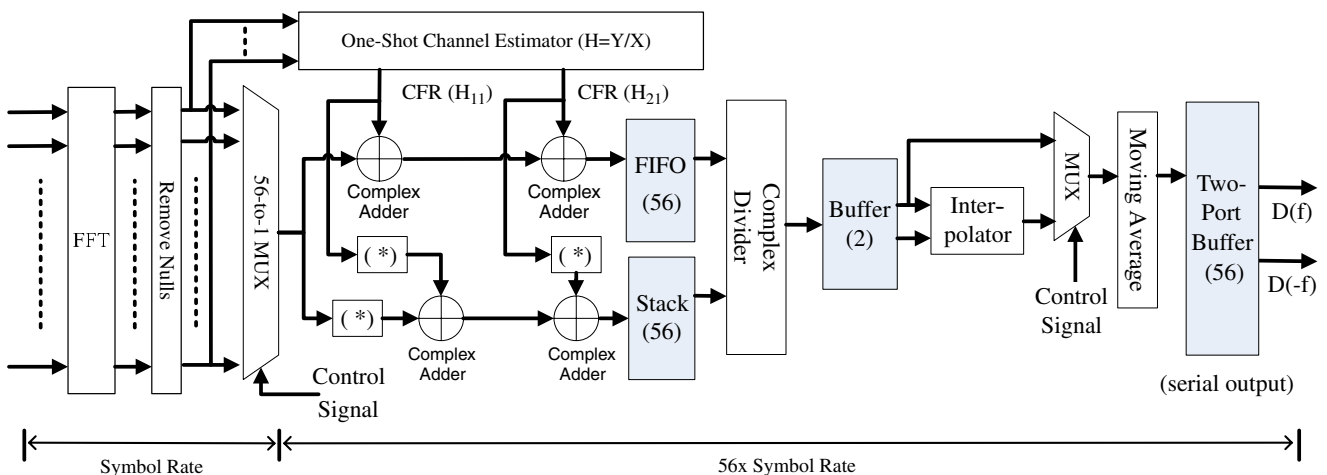 One-Shot Channel Estimator (H=Y/X)
CFR (H11)
CFR (H21)
FFT
Remove Nulls
56-to-1 MUX
Complex
Adder
Complex
Adder
FIFO
(56)
Complex
Divider
Buffer
(2)
Inter-
polator
MUX
Moving Average
Two-
Port
Buffer
(56)
D(f)
D(-f)
( *)
( *)
( *)
Complex
Adder
Complex
Adder
Stack
(56)
Control
Signal
Control
Signal
(serial output)
Symbol Rate
56x Symbol Rate